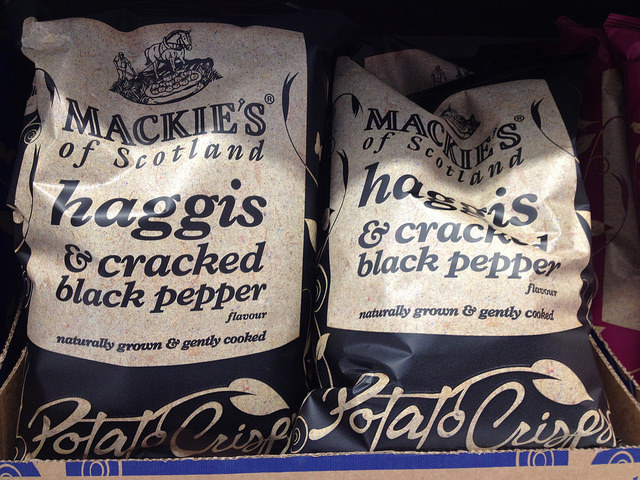 MACKIE'S®
of Scotland
haggis
& cracked
black pepper
flavour
naturally grown & gently cooked
Potato Crisps
MACKIE'S®
of Scotland
haggis
& cracked
black pepper
flavour
naturally grown & gently cooked
Potato Crisps